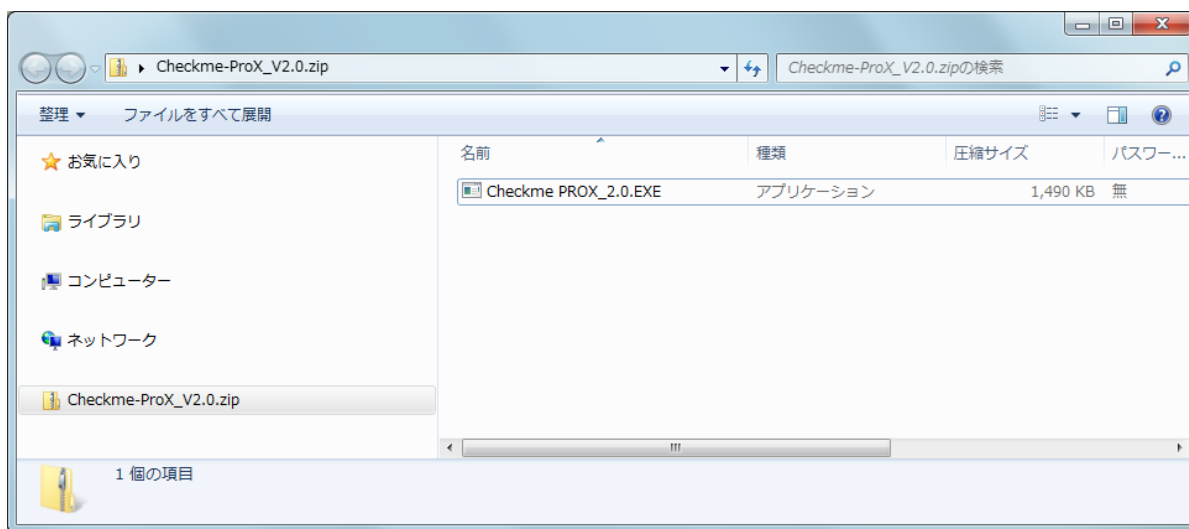 Checkme-ProX_V2.0.zip
Checkme-ProX_V2.0.zipの検索
整理
ファイルをすべて展開
お気に入り
ライブラリ
コンピューター
ネットワーク
Checkme-ProX_V2.0.zip
名前 種類 圧縮サイズ パスワー...
Checkme PROX_2.0.EXE アプリケーション 1,490 KB 無
1 個の項目